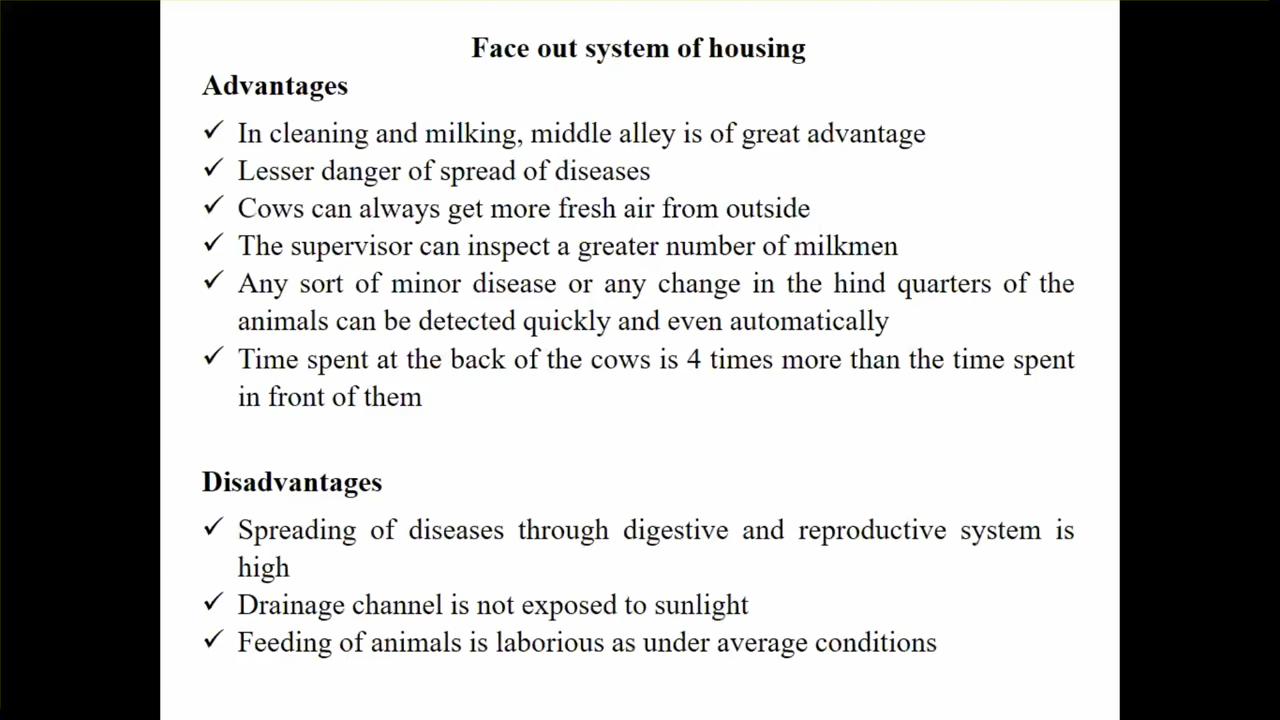 Face out system of housing
Advantages
✓ In cleaning and milking, middle alley is of great advantage
✓ Lesser danger of spread of diseases
✓ Cows can always get more fresh air from outside
✓ The supervisor can inspect a greater number of milkmen
✓ Any sort of minor disease or any change in the hind quarters of the
animals can be detected quickly and even automatically
✓ Time spent at the back of the cows is 4 times more than the time spent
in front of them
Disadvantages
✓ Spreading of diseases through digestive and reproductive system is
high
✓ Drainage channel is not exposed to sunlight
✓ Feeding of animals is laborious as under average conditions